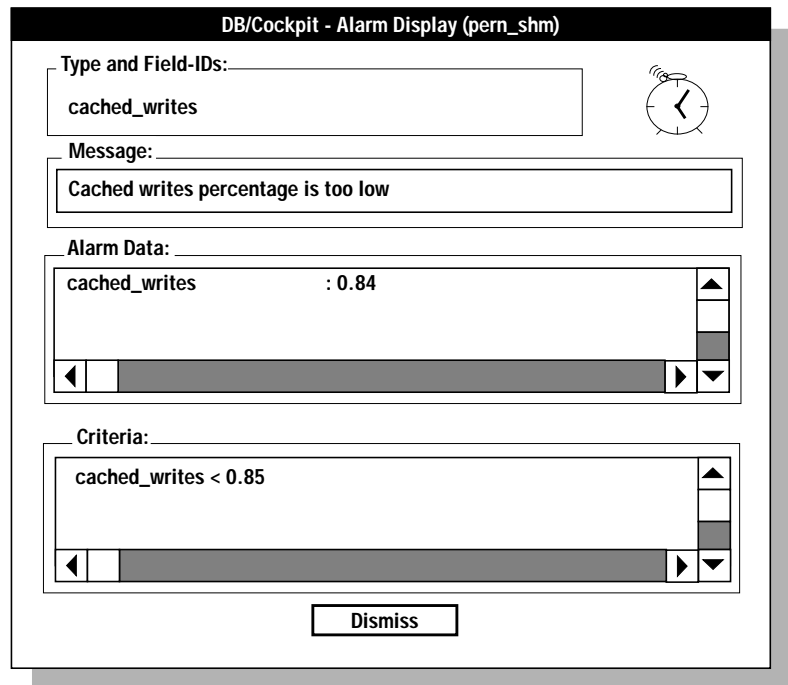 DB/Cockpit - Alarm Display (pern_shm)
Type and Field-IDs:
cached_writes
Message:
Cached writes percentage is too low
Alarm Data:
cached_writes : 0.84
Criteria:
cached_writes < 0.85
Dismiss